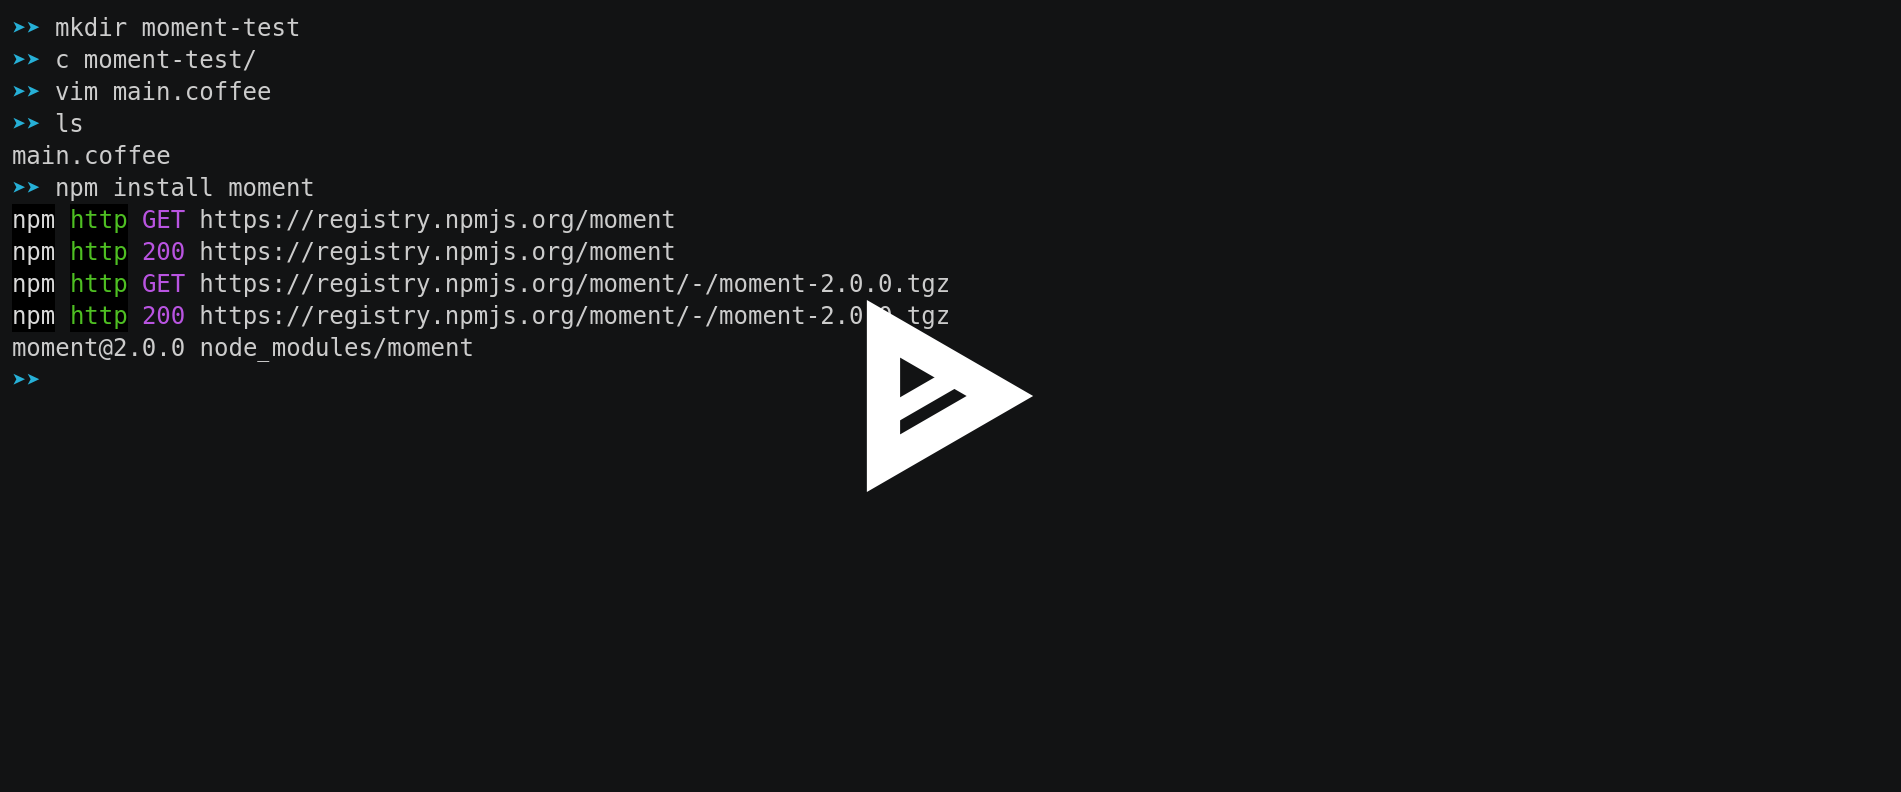 ➤➤ mkdir moment-test
➤➤ c moment-test/
➤➤ vim main.coffee
➤➤ ls
main.coffee
➤➤ npm install moment
npm http GET https://registry.npmjs.org/moment
npm http 200 https://registry.npmjs.org/moment
npm http GET https://registry.npmjs.org/moment/-/moment-2.0.0.tgz
npm http 200 https://registry.npmjs.org/moment/-/moment-2.0.0.tgz
moment@2.0.0 node_modules/moment
➤➤